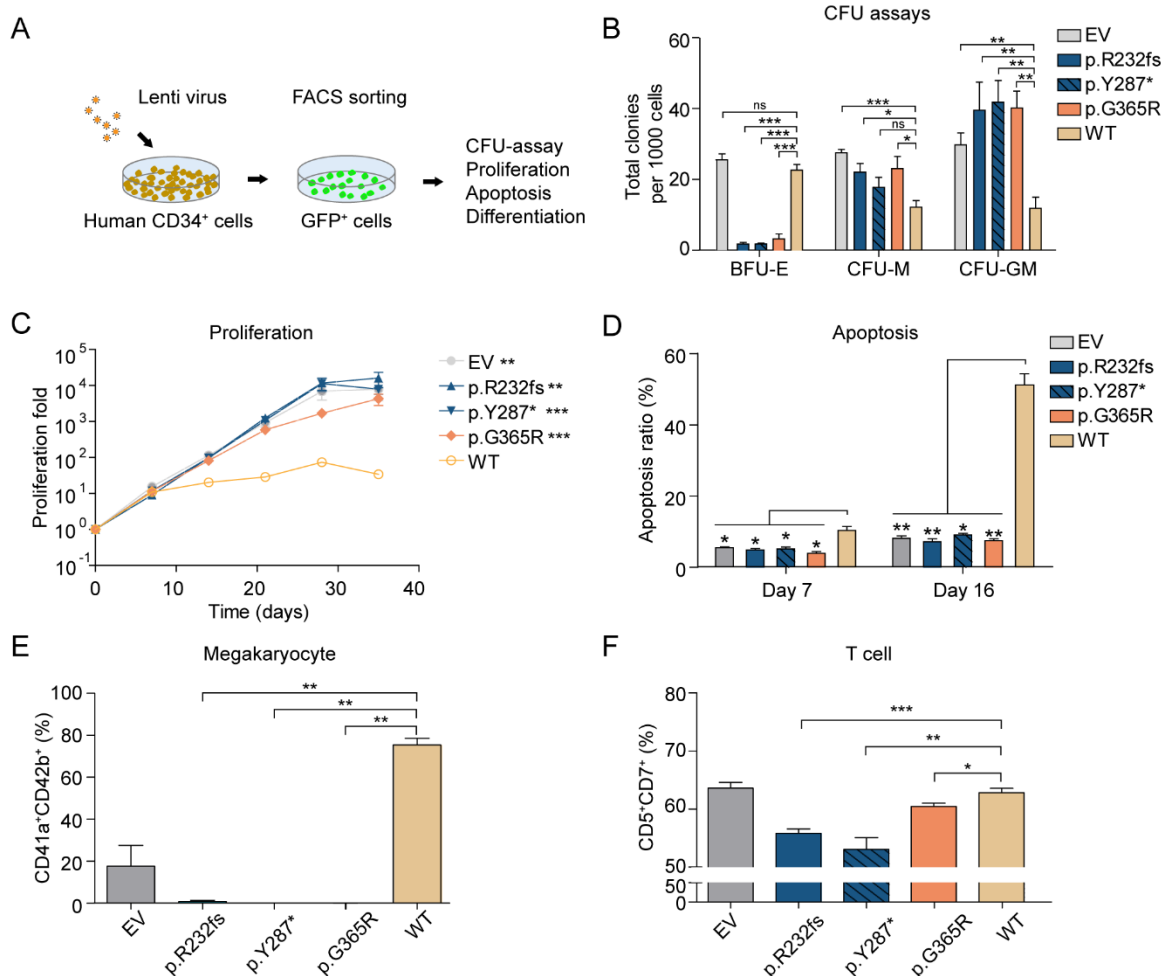 A
Lenti virus
FACS sorting
Human CD34⁺ cells
GFP⁺ cells
CFU-assay
Proliferation
Apoptosis
Differentiation
B
CFU assays
Total clonies
per 1000 cells
60
40
20
0
ns
***
***
***
***
*
ns
*
**
**
**
**
BFU-E
CFU-M
CFU-GM
EV
p.R232fs
p.Y287*
p.G365R
WT
C
Proliferation
Proliferation fold
10⁵
10⁴
10³
10²
10¹
10⁰
10⁻¹
0
10
20
30
40
Time (days)
EV **
p.R232fs **
p.Y287* ***
p.G365R ***
WT
D
Apoptosis
Apoptosis ratio (%)
60
40
20
0
* * * *
** ** * **
Day 7
Day 16
EV
p.R232fs
p.Y287*
p.G365R
WT
E
Megakaryocyte
CD41a⁺CD42b⁺ (%)
100
80
60
40
20
0
**
**
**
EV
p.R232fs
p.Y287*
p.G365R
WT
F
T cell
CD5⁺CD7⁺ (%)
80
70
60
50
50
0
***
**
*
EV
p.R232fs
p.Y287*
p.G365R
WT